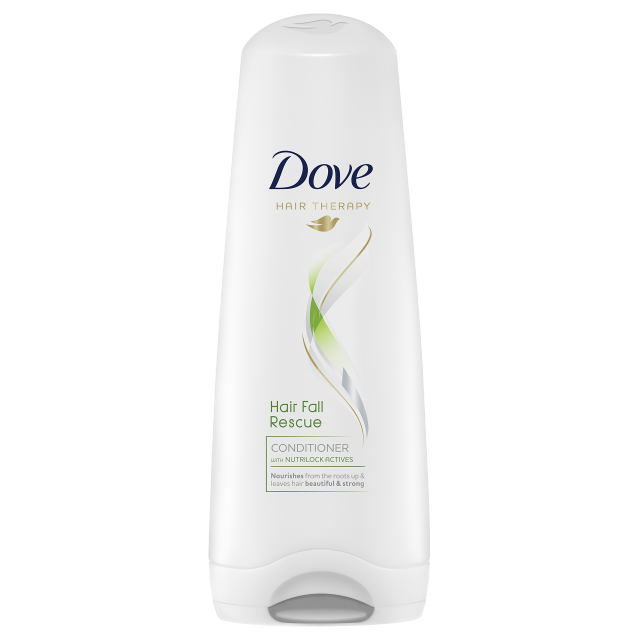 Dove
HAIR THERAPY
Hair Fall
Rescue
CONDITIONER
with NUTRILOCK ACTIVES
Nourishes from the roots up &
leaves hair beautiful & strong